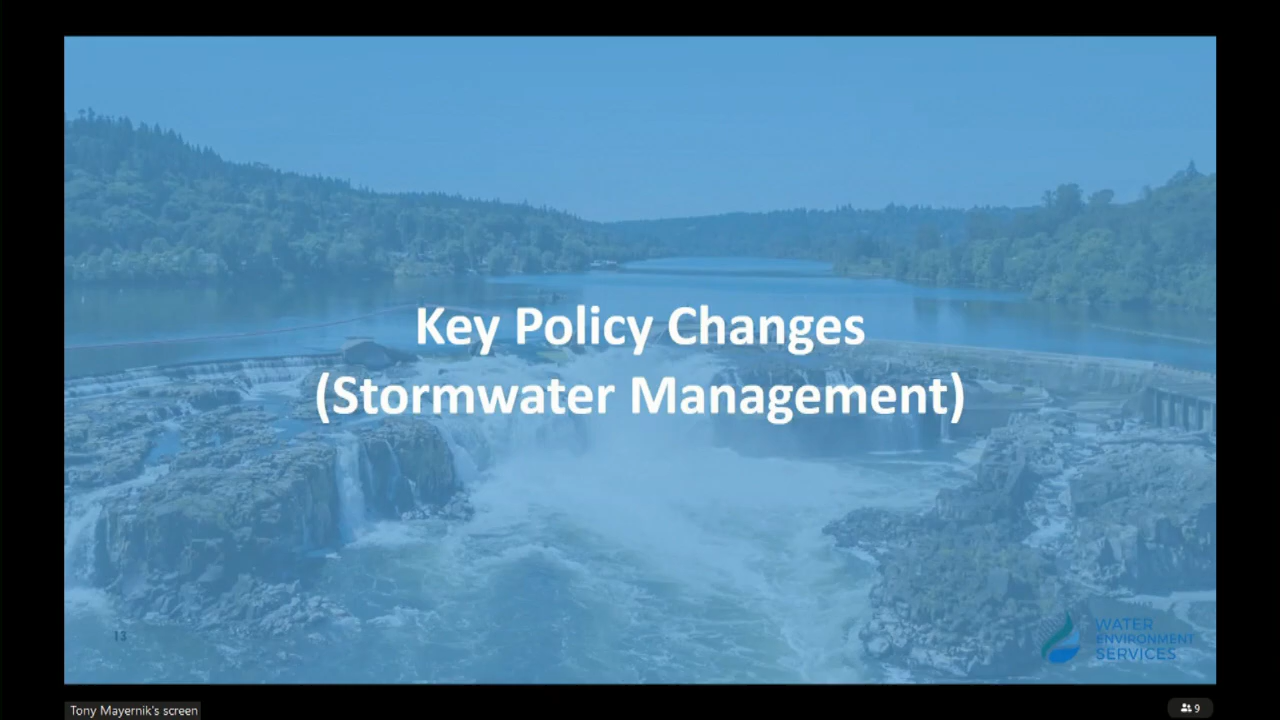 Key Policy Changes
(Stormwater Management)
13
WATER
ENVIRONMENT
SERVICES
Tony Mayernik's screen
9